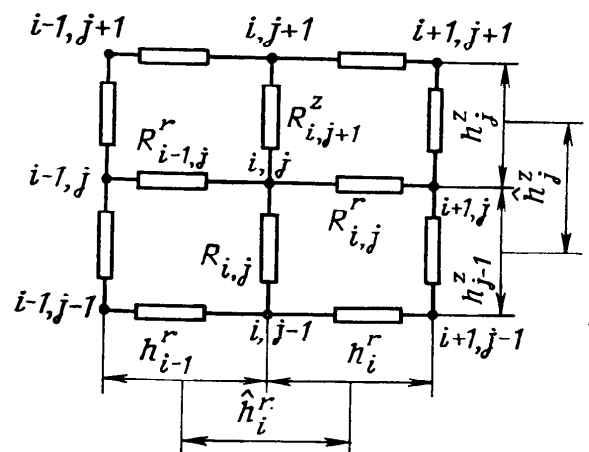 i-1, j+1 i, j+1 i+1, j+1
R^z_{i,j+1} h^z_j
R^r_{i-1,j}
i-1, j i, j ĥ^z_j
R^r_{i,j} i+1, j
R_{i,j} h^z_{j-1}
i-1, j-1 i, j-1 i+1, j-1
h^r_{i-1} h^r_i
ĥ^r_i